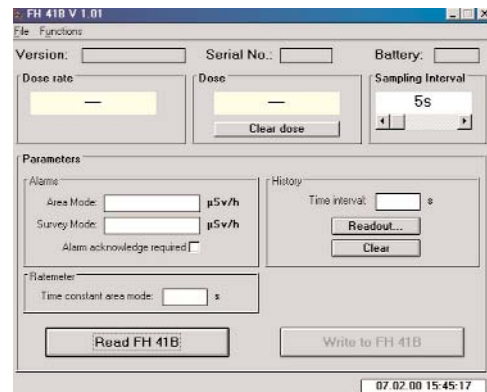 FH 41B V 1.01
File Functions
Version: Serial No.: Battery:
Dose rate
—
Dose
—
Clear dose
Sampling Interval
5s
Parameters
Alarms
Area Mode: µSv/h
Survey Mode: µSv/h
Alarm acknowledge required
History
Time interval: s
Readout...
Clear
Ratemeter
Time constant area mode: s
Read FH 41B
Write to FH 41B
07.02.00 15:45:17